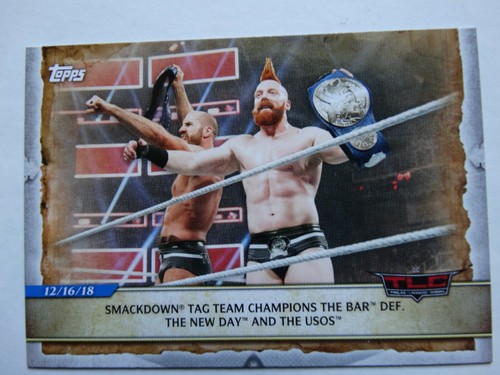 Topps
12/16/18
TLC
SMACKDOWN® TAG TEAM CHAMPIONS THE BAR™ DEF.
THE NEW DAY™ AND THE USOS™